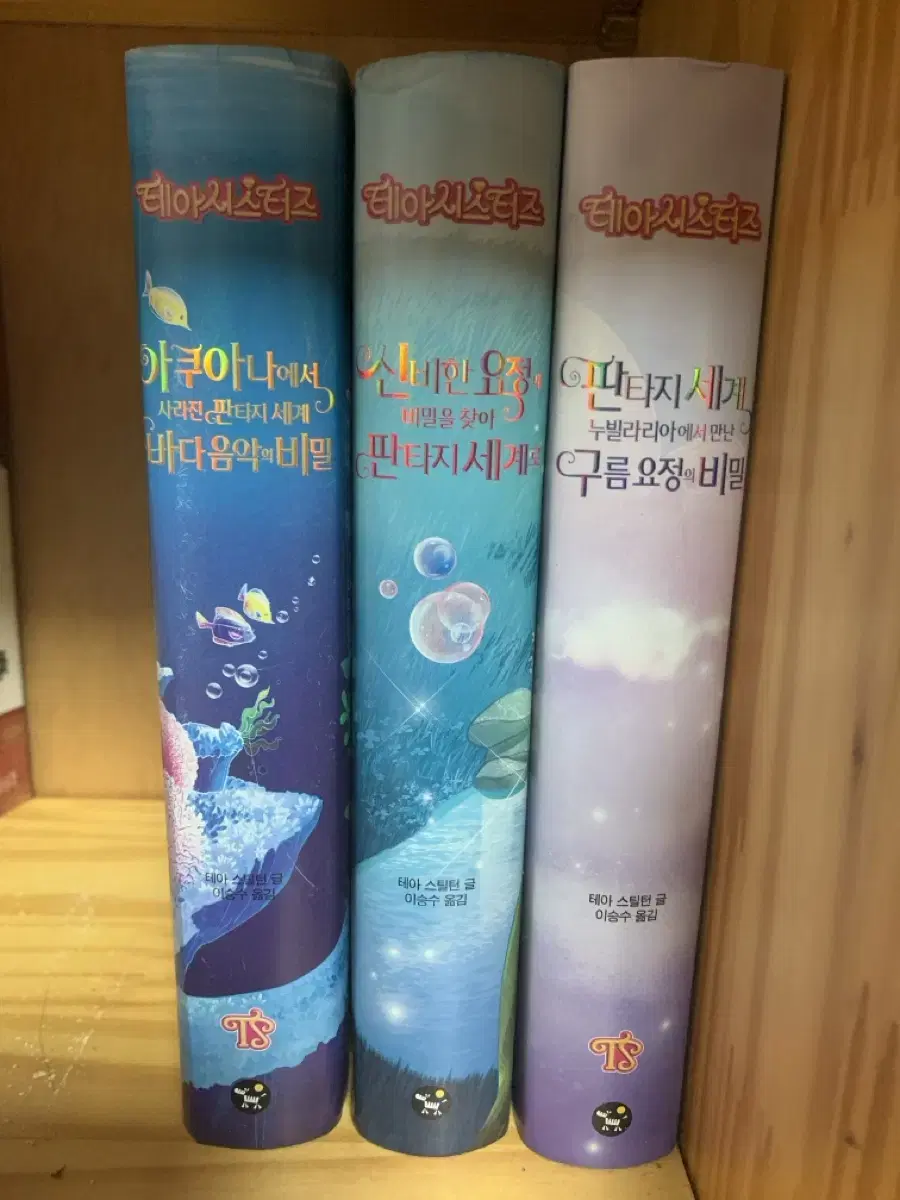 테아시스터즈
아쿠아나에서
사라진 판타지 세계
바다 음악의 비밀
테아 스틸턴 글
이승수 옮김
TS
테아시스터즈
신비한 요정의
비밀을 찾아
판타지 세계로
테아 스틸턴 글
이승수 옮김
테아시스터즈
판타지 세계
누빌라리아에서 만난
구름 요정의 비밀
테아 스틸턴 글
이승수 옮김
TS